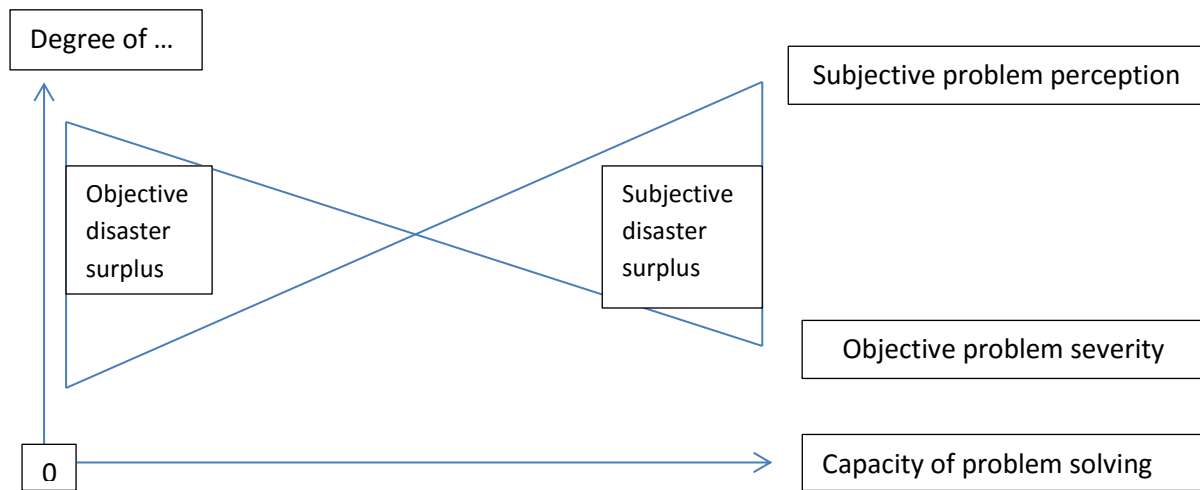 Degree of …
Subjective problem perception
Objective
disaster
surplus
Subjective
disaster
surplus
Objective problem severity
0
Capacity of problem solving